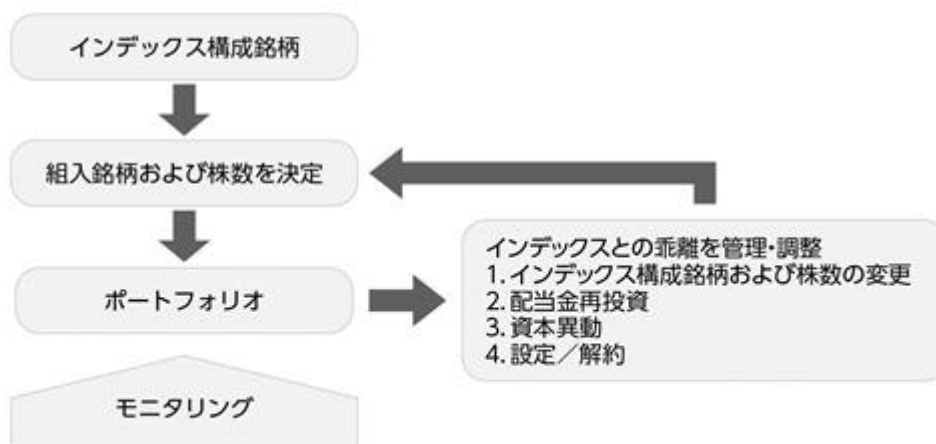 インデックス構成銘柄
組入銘柄および株数を決定
ポートフォリオ
インデックスとの乖離を管理・調整
1. インデックス構成銘柄および株数の変更
2. 配当金再投資
3. 資本異動
4. 設定／解約
モニタリング